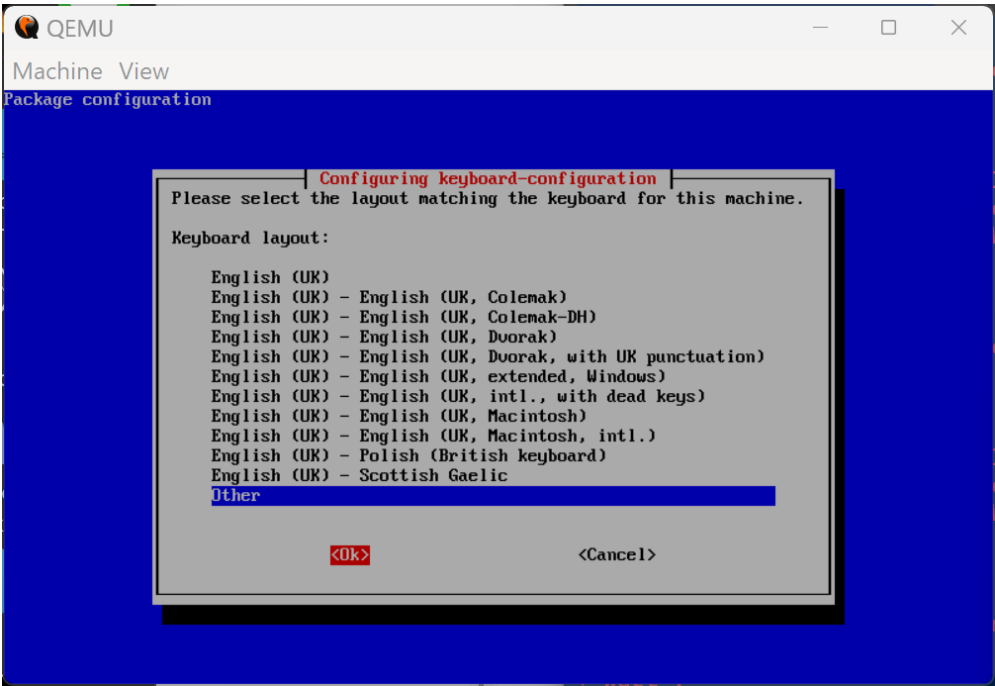 QEMU
Machine View
Package configuration
Configuring keyboard-configuration
Please select the layout matching the keyboard for this machine.
Keyboard layout:
English (UK)
English (UK) - English (UK, Colemak)
English (UK) - English (UK, Colemak-DH)
English (UK) - English (UK, Dvorak)
English (UK) - English (UK, Dvorak, with UK punctuation)
English (UK) - English (UK, extended, Windows)
English (UK) - English (UK, intl., with dead keys)
English (UK) - English (UK, Macintosh)
English (UK) - English (UK, Macintosh, intl.)
English (UK) - Polish (British keyboard)
English (UK) - Scottish Gaelic
Other
<Ok> <Cancel>